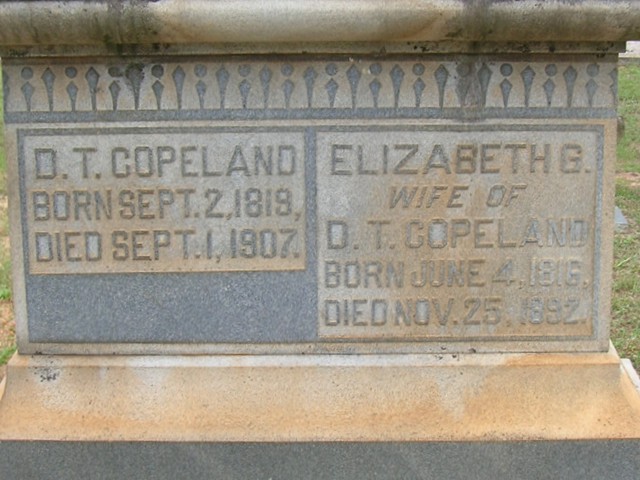 D.T. COPELAND
BORN SEPT. 2, 1819,
DIED SEPT. 1, 1907.
ELIZABETH G.
WIFE OF
D. T. COPELAND
BORN JUNE 4, 1816,
DIED NOV. 25, 1892.